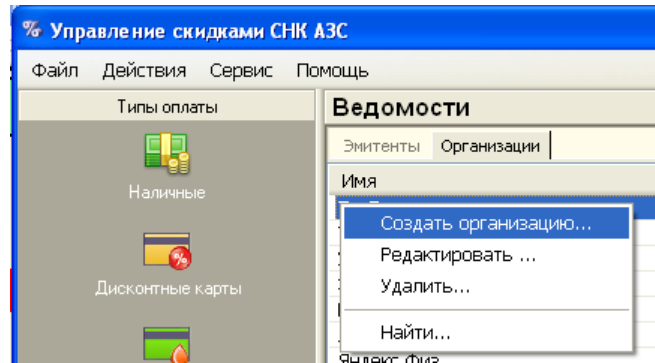 Управление скидками СНК АЗС
Файл Действия Сервис Помощь
Типы оплаты
Наличные
Дисконтные карты
Ведомости
Эмитенты Организации
Имя
Создать организацию...
Редактировать ...
Удалить...
Найти...
Яндекс Физ